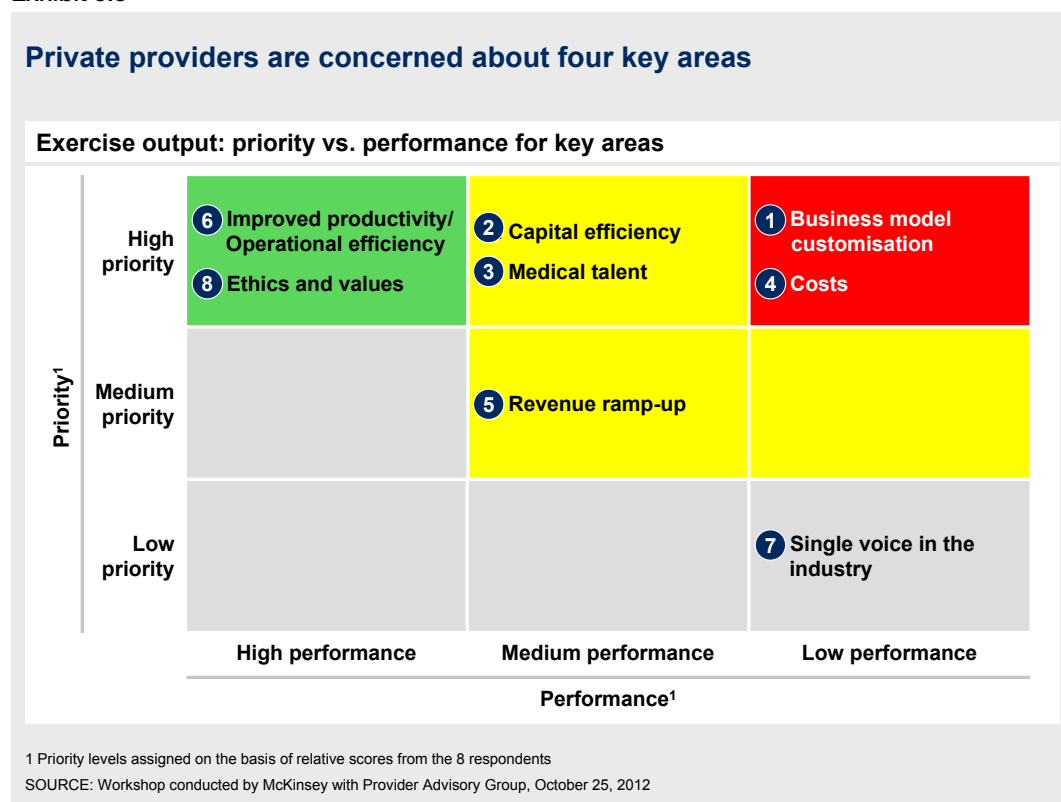 Private providers are concerned about four key areas
Exercise output: priority vs. performance for key areas
Priority¹
High
priority
6 Improved productivity/
Operational efficiency
8 Ethics and values
2 Capital efficiency
3 Medical talent
1 Business model
customisation
4 Costs
Medium
priority
5 Revenue ramp-up
Low
priority
7 Single voice in the
industry
High performance
Medium performance
Low performance
Performance¹
1 Priority levels assigned on the basis of relative scores from the 8 respondents
SOURCE: Workshop conducted by McKinsey with Provider Advisory Group, October 25, 2012